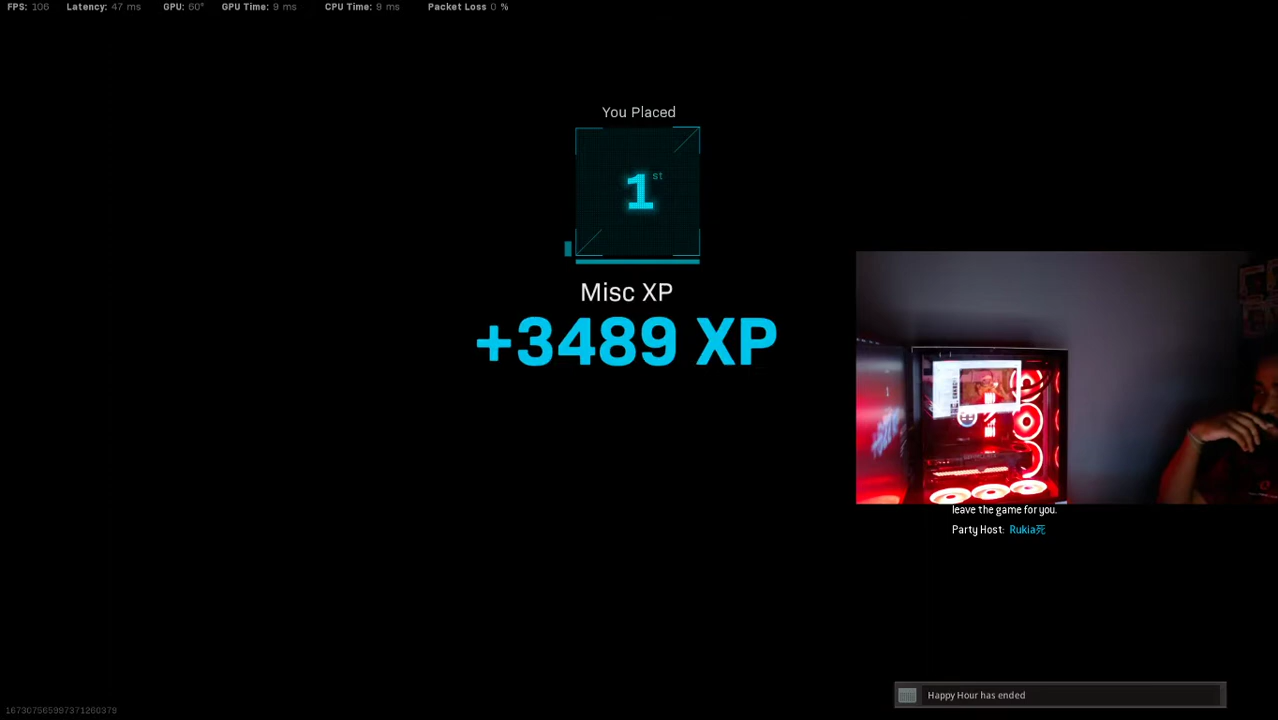 FPS: 106 Latency: 47 ms GPU: 60° GPU Time: 9 ms CPU Time: 9 ms Packet Loss 0 %
You Placed
1st
Misc XP
+3489 XP
leave the game for you.
Party Host: Rukia死
Happy Hour has ended